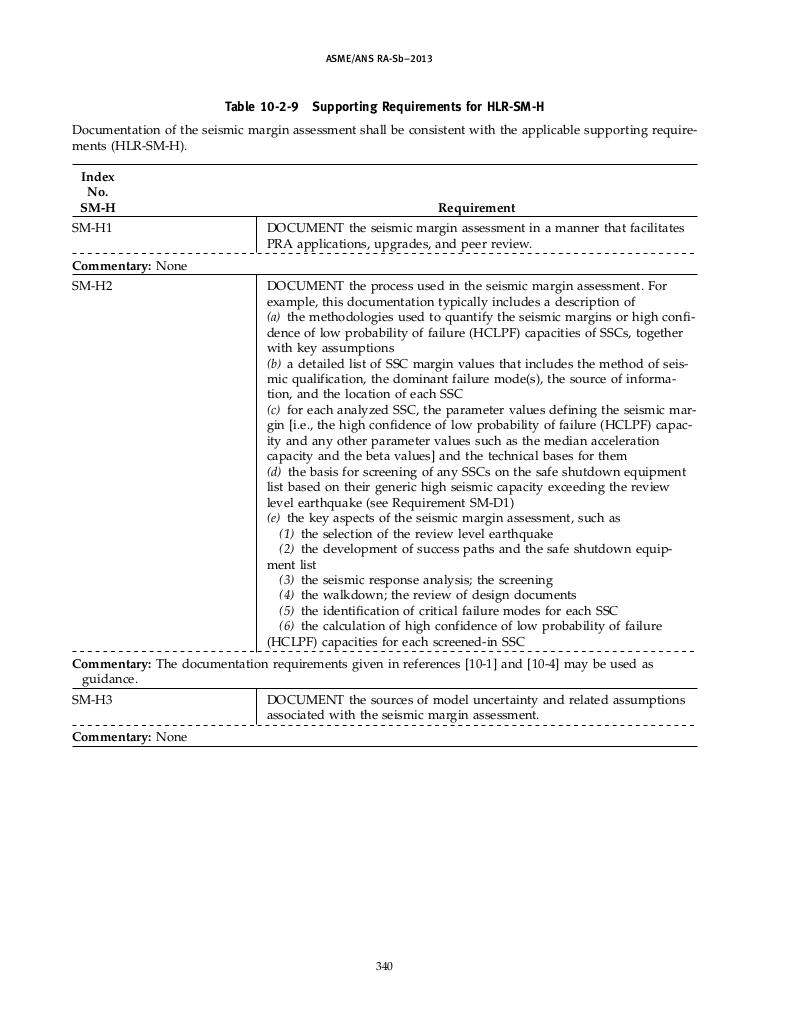 ASME/ANS RA-Sb–2013
Table 10-2-9 Supporting Requirements for HLR-SM-H
Documentation of the seismic margin assessment shall be consistent with the applicable supporting require-
ments (HLR-SM-H).
Index
No.
SM-H Requirement
SM-H1 DOCUMENT the seismic margin assessment in a manner that facilitates
PRA applications, upgrades, and peer review.
Commentary: None
SM-H2 DOCUMENT the process used in the seismic margin assessment. For
example, this documentation typically includes a description of
(a) the methodologies used to quantify the seismic margins or high confi-
dence of low probability of failure (HCLPF) capacities of SSCs, together
with key assumptions
(b) a detailed list of SSC margin values that includes the method of seis-
mic qualification, the dominant failure mode(s), the source of informa-
tion, and the location of each SSC
(c) for each analyzed SSC, the parameter values defining the seismic mar-
gin [i.e., the high confidence of low probability of failure (HCLPF) capac-
ity and any other parameter values such as the median acceleration
capacity and the beta values] and the technical bases for them
(d) the basis for screening of any SSCs on the safe shutdown equipment
list based on their generic high seismic capacity exceeding the review
level earthquake (see Requirement SM-D1)
(e) the key aspects of the seismic margin assessment, such as
(1) the selection of the review level earthquake
(2) the development of success paths and the safe shutdown equip-
ment list
(3) the seismic response analysis; the screening
(4) the walkdown; the review of design documents
(5) the identification of critical failure modes for each SSC
(6) the calculation of high confidence of low probability of failure
(HCLPF) capacities for each screened-in SSC
Commentary: The documentation requirements given in references [10-1] and [10-4] may be used as
guidance.
SM-H3 DOCUMENT the sources of model uncertainty and related assumptions
associated with the seismic margin assessment.
Commentary: None
340